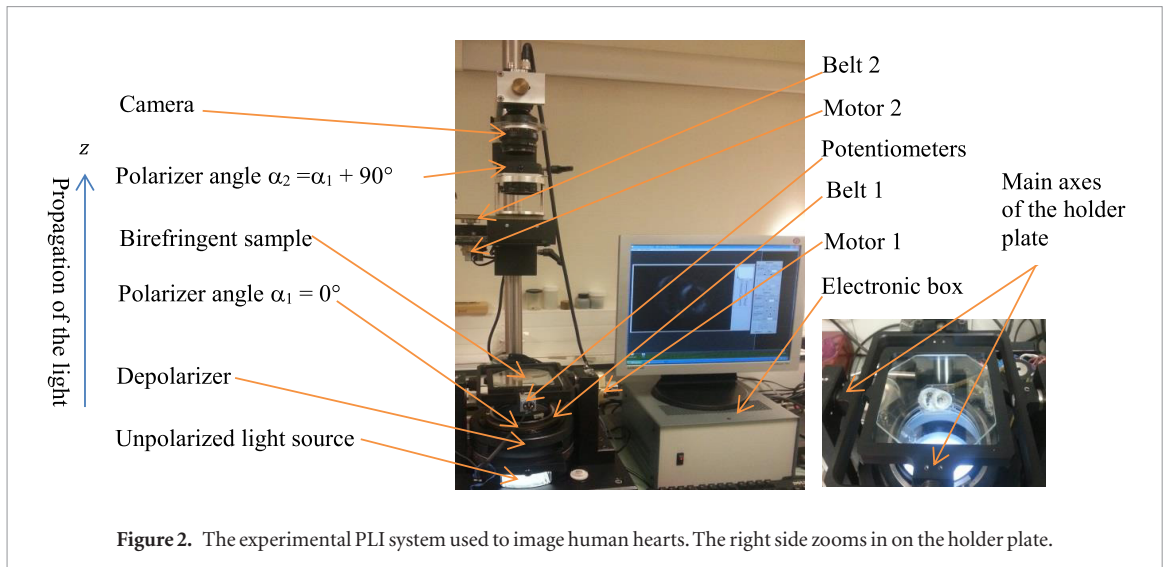 Camera
z
Polarizer angle α₂ =α₁ + 90°
Birefringent sample
Polarizer angle α₁ = 0°
Depolarizer
Unpolarized light source
Propagation of the light
Belt 2
Motor 2
Potentiometers
Belt 1
Motor 1
Electronic box
Main axes
of the holder
plate
Figure 2. The experimental PLI system used to image human hearts. The right side zooms in on the holder plate.